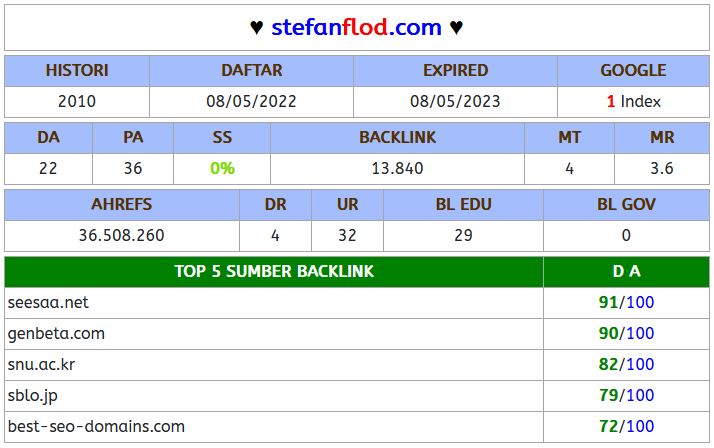 ♥ stefanflod.com ♥
HISTORI DAFTAR EXPIRED GOOGLE
2010 08/05/2022 08/05/2023 1 Index
DA PA SS BACKLINK MT MR
22 36 0% 13.840 4 3.6
AHREFS DR UR BL EDU BL GOV
36.508.260 4 32 29 0
TOP 5 SUMBER BACKLINK D A
seesaa.net 91/100
genbeta.com 90/100
snu.ac.kr 82/100
sblo.jp 79/100
best-seo-domains.com 72/100